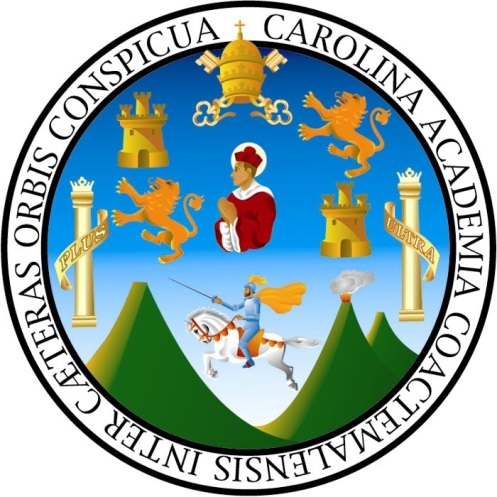 CAROLINA ACADEMIA COACTEMALENSIS INTER CÆTERAS ORBIS CONSPICUA
PLUS
ULTRA